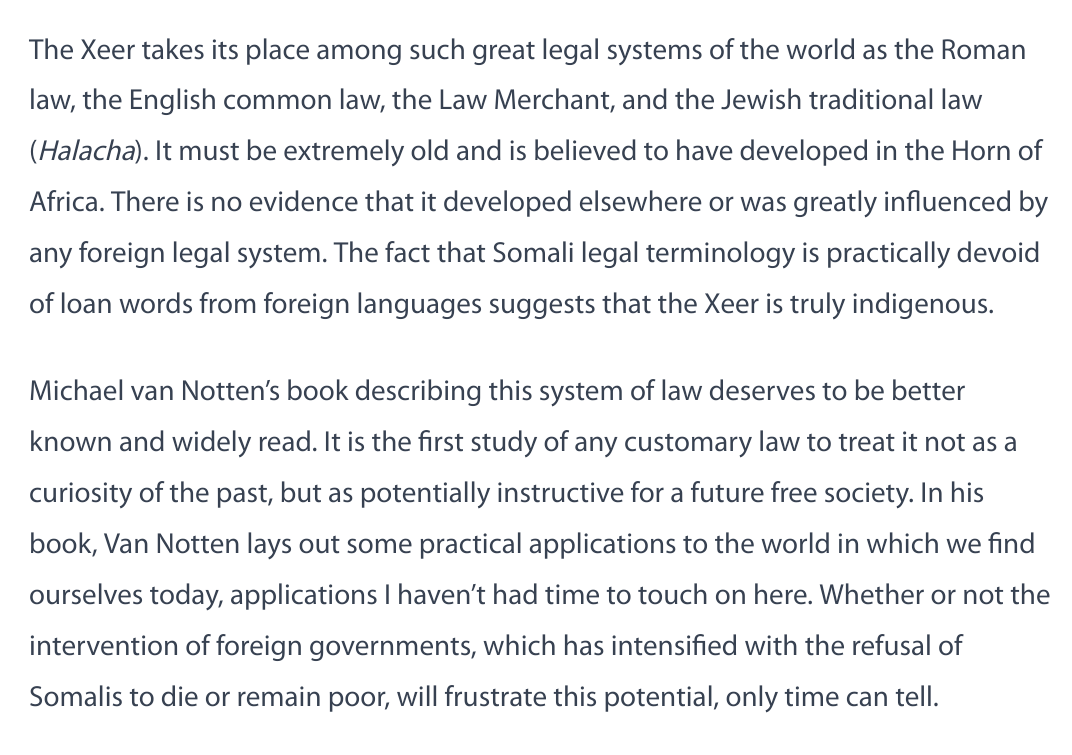 The Xeer takes its place among such great legal systems of the world as the Roman
law, the English common law, the Law Merchant, and the Jewish traditional law
(Halacha). It must be extremely old and is believed to have developed in the Horn of
Africa. There is no evidence that it developed elsewhere or was greatly influenced by
any foreign legal system. The fact that Somali legal terminology is practically devoid
of loan words from foreign languages suggests that the Xeer is truly indigenous.
Michael van Notten’s book describing this system of law deserves to be better
known and widely read. It is the first study of any customary law to treat it not as a
curiosity of the past, but as potentially instructive for a future free society. In his
book, Van Notten lays out some practical applications to the world in which we find
ourselves today, applications I haven’t had time to touch on here. Whether or not the
intervention of foreign governments, which has intensified with the refusal of
Somalis to die or remain poor, will frustrate this potential, only time can tell.